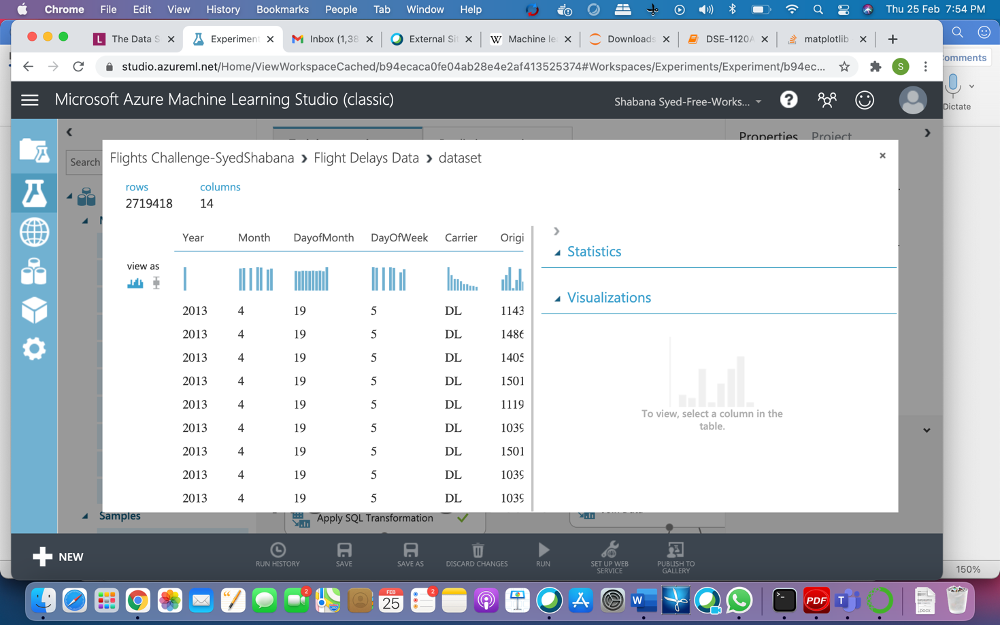 Chrome File Edit View History Bookmarks People Tab Window Help Thu 25 Feb 7:54 PM
L The Data S Experiment Inbox (1,38 External Sit W Machine le Downloads DSE-1120A matplotlib
studio.azureml.net/Home/ViewWorkspaceCached/b94ecaca0fe04ab28e4e2af413525374#Workspaces/Experiments/Experiment/b94ec... S
omments
Dictate
Microsoft Azure Machine Learning Studio (classic) Shabana Syed-Free-Works... ?
Properties Project
Search
Flights Challenge-SyedShabana › Flight Delays Data › dataset
rows columns
2719418 14
Year Month DayofMonth DayOfWeek Carrier Origi
view as
Statistics
Visualizations
2013 4 19 5 DL 1143
2013 4 19 5 DL 1486
2013 4 19 5 DL 1405
2013 4 19 5 DL 1501
2013 4 19 5 DL 1119
2013 4 19 5 DL 1039
2013 4 19 5 DL 1501
2013 4 19 5 DL 1039
2013 4 19 5 DL 1039
To view, select a column in the
table.
Samples
Apply SQL Transformation
NEW
RUN HISTORY SAVE SAVE AS DISCARD CHANGES RUN SET UP WEB SERVICE PUBLISH TO GALLERY
150%
2 FEB 25 2 W PDF T .DOCX